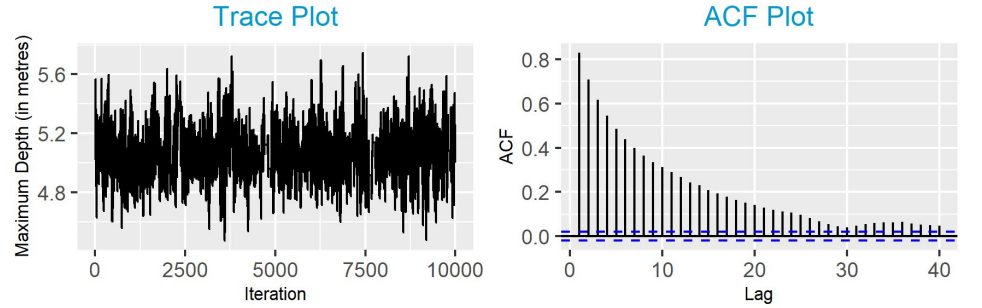 Trace Plot
Maximum Depth (in metres)
5.6
5.2
4.8
0 2500 5000 7500 10000
Iteration
ACF Plot
ACF
0.8
0.6
0.4
0.2
0.0
0 10 20 30 40
Lag